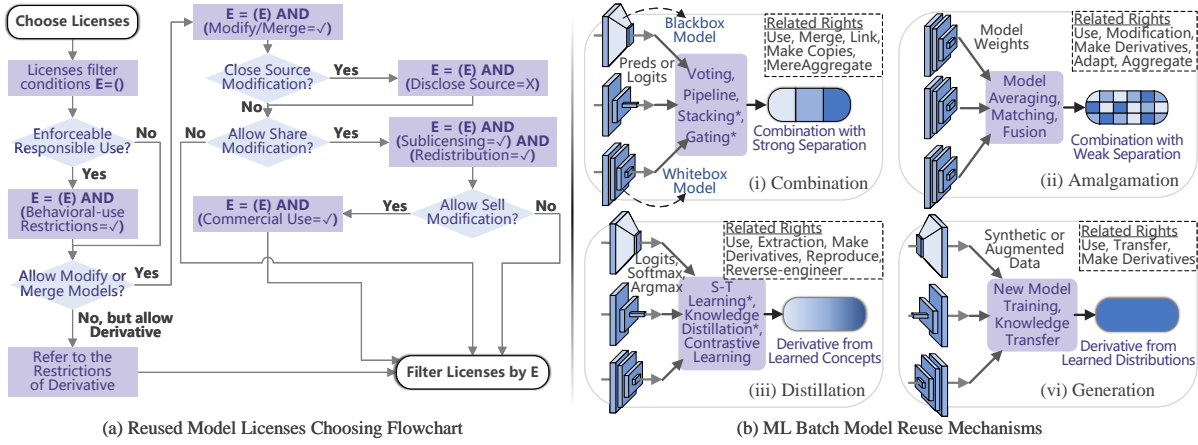 Choose Licenses
Licenses filter
conditions E=()
Enforceable
Responsible Use?
No
Yes
E = (E) AND
(Behavioral-use
Restrictions=✓)
Allow Modify or
Merge Models?
Yes
No, but allow
Derivative
Refer to the
Restrictions
of Derivative
E = (E) AND
(Modify/Merge=✓)
Close Source
Modification?
Yes
E = (E) AND
(Disclose Source=X)
No
No
Allow Share
Modification?
Yes
E = (E) AND
(Sublicensing=✓) AND
(Redistribution=✓)
E = (E) AND
(Commercial Use=✓)
Yes
Allow Sell
Modification?
No
Filter Licenses by E
(a) Reused Model Licenses Choosing Flowchart
Blackbox
Model
Preds or
Logits
Voting,
Pipeline,
Stacking*,
Gating*
Whitebox
Model
Related Rights
Use, Merge, Link,
Make Copies,
MereAggregate
Combination with
Strong Separation
(i) Combination
Model
Weights
Model
Averaging,
Matching,
Fusion
Related Rights
Use, Modification,
Make Derivatives,
Adapt, Aggregate
Combination with
Weak Separation
(ii) Amalgamation
Logits,
Softmax,
Argmax
S-T
Learning*,
Knowledge
Distillation*,
Contrastive
Learning
Related Rights
Use, Extraction, Make
Derivatives, Reproduce,
Reverse-engineer
Derivative from
Learned Concepts
(iii) Distillation
Synthetic or
Augmented
Data
New Model
Training,
Knowledge
Transfer
Related Rights
Use, Transfer,
Make Derivatives
Derivative from
Learned Distributions
(vi) Generation
(b) ML Batch Model Reuse Mechanisms